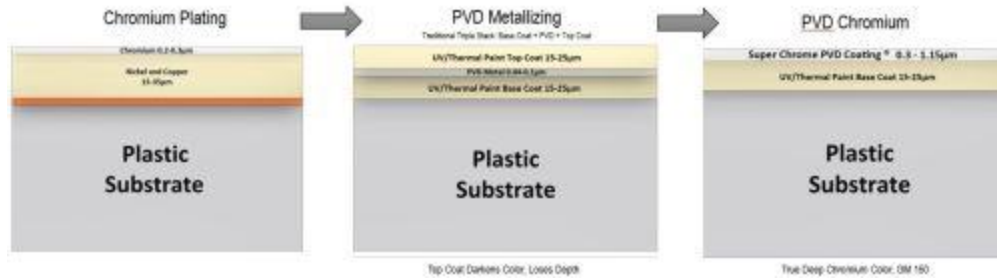 Chromium Plating
Chromium 0.2-0.3µm
Nickel and Copper
15-35µm
Plastic
Substrate
PVD Metallizing
Traditional Triple Stack: Base Coat + PVD + Top Coat
UV/Thermal Paint Top Coat 15-25µm
PVD Metal 0.04-0.1µm
UV/Thermal Paint Base Coat 15-25µm
Plastic
Substrate
Top Coat Darkens Color, Loses Depth
PVD Chromium
Super Chrome PVD Coating ® 0.3 - 1.15µm
UV/Thermal Paint Base Coat 15-25µm
Plastic
Substrate
True Deep Chromium Color, GM 150